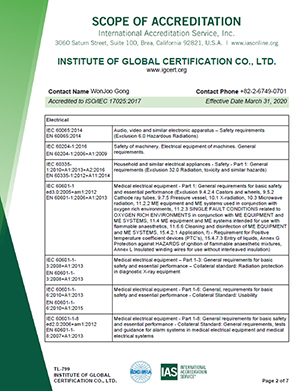 SCOPE OF ACCREDITATION
International Accreditation Service, Inc.
3060 Saturn Street, Suite 100, Brea, California 92821, U.S.A. | www.iasonline.org
INSTITUTE OF GLOBAL CERTIFICATION CO., LTD.
www.igcert.org
Contact Name WonJoo Gong Contact Phone +82-2-6749-0701
Accredited to ISO/IEC 17025:2017 Effective Date March 31, 2020
Electrical
IEC 60065:2014
EN 60065:2014
Audio, video and similar electronic apparatus – Safety requirements
(Exclusion 6.0 Hazardous Radiations)
IEC 60204-1:2016
EN 60204-1:2006+A1:2009
Safety of machinery. Electrical equipment of machines. General
requirements.
IEC 60335-
1:2010+A1:2013+A2:2016
EN 60335-1:2012+A11:2014
Household and similar electrical appliances - Safety - Part 1: General
requirements (Exclusion 32.0 Radiation, toxicity and similar hazards)
IEC 60601-1
ed3.0:2005+am1:2012
EN 60601-1:2006+A1:2013
Medical electrical equipment - Part 1: General requirements for basic safety
and essential performance (Exclusion 9.4.2.4 Castors and wheels, 9.5.2
Cathode ray tubes, 9.7.5 Pressure vessel, 10.1 X-radiation, 10.3 Microwave
radiation, 11.2.2 ME equipment and ME systems used in conjunction with
oxygen rich environments, 11.2.3 SINGLE FAULT CONDITIONS related to
OXYGEN RICH ENVIRONMENTS in conjunction with ME EQUIPMENT and
ME SYSTEMS, 11.4 ME equipment and ME systems intended for use with
flammable anaesthetics, 11.6.6 Cleaning and disinfection of ME EQUIPMENT
and ME SYSTEMS, 15.4.2.1 application f) - Requirement for Positive
temperature coefficient devices (PTC's), 15.4.7.3 Entry of liquids, Annex G
Protection against HAZARDS of ignition of flammable anaesthetic mixtures,
Annex L Insulated winding wires for use without interleaved insulation)
IEC 60601-1-
3:2008+A1:2013
EN 60601-1-
3:2008+A1:2013
Medical electrical equipment – Part 1-3: General requirements for basic
safety and essential performance – Collateral standard: Radiation protection
in diagnostic X-ray equipment
IEC 60601-1-
6:2010+A1:2013
EN 60601-1-
6:2010+A1:2015
Medical electrical equipment - Part 1-6: General requirements for basic
safety and essential performance - Collateral Standard: Usability
IEC 60601-1-8
ed2.0:2006+am1:2012
EN 60601-1-
8:2007+A1:2013
Medical electrical equipment - Part 1-8: General requirements for basic safety
and essential performance - Collateral Standard: General requirements, tests
and guidance for alarm systems in medical electrical equipment and medical
electrical systems
TL-799
INSTITUTE OF GLOBAL
CERTIFICATION CO., LTD.
IAS
INTERNATIONAL
ACCREDITATION
SERVICE
Page 2 of 7